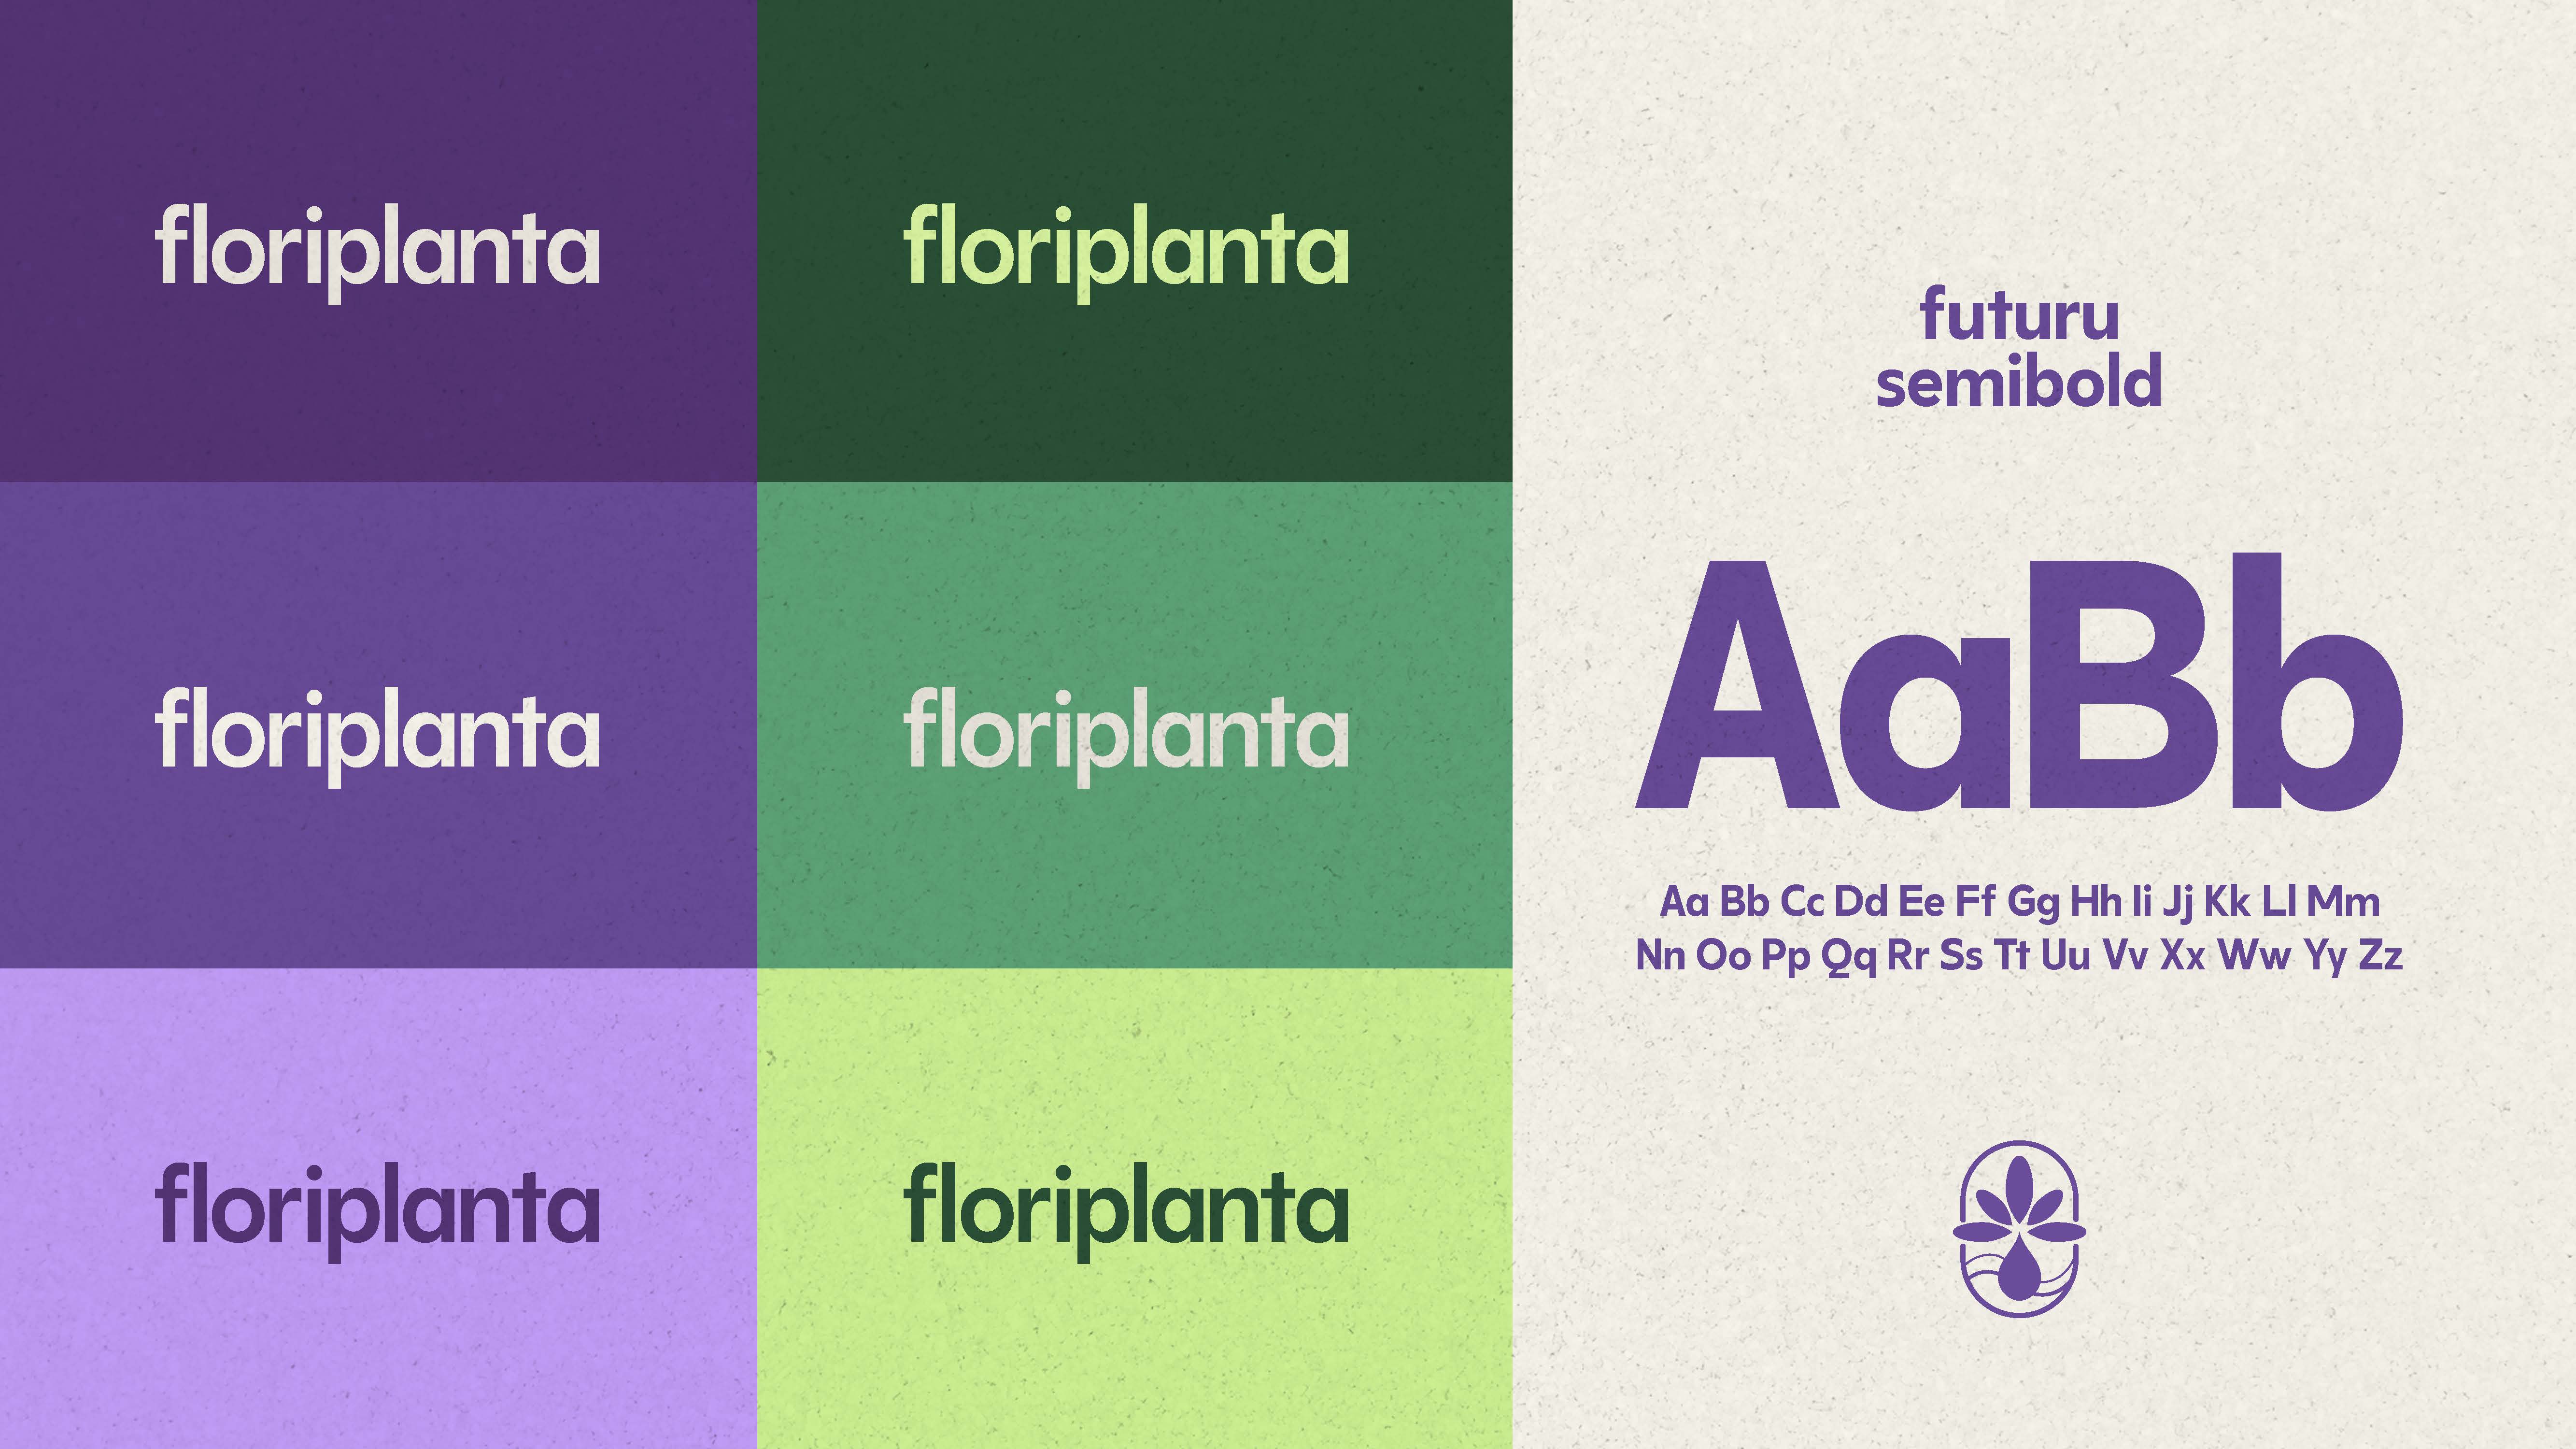 floriplanta
floriplanta
floriplanta
floriplanta
floriplanta
floriplanta
futuru
semibold
AaBb
Aa Bb Cc Dd Ee Ff Gg Hh Ii Jj Kk Ll Mm
Nn Oo Pp Qq Rr Ss Tt Uu Vv Xx Ww Yy Zz